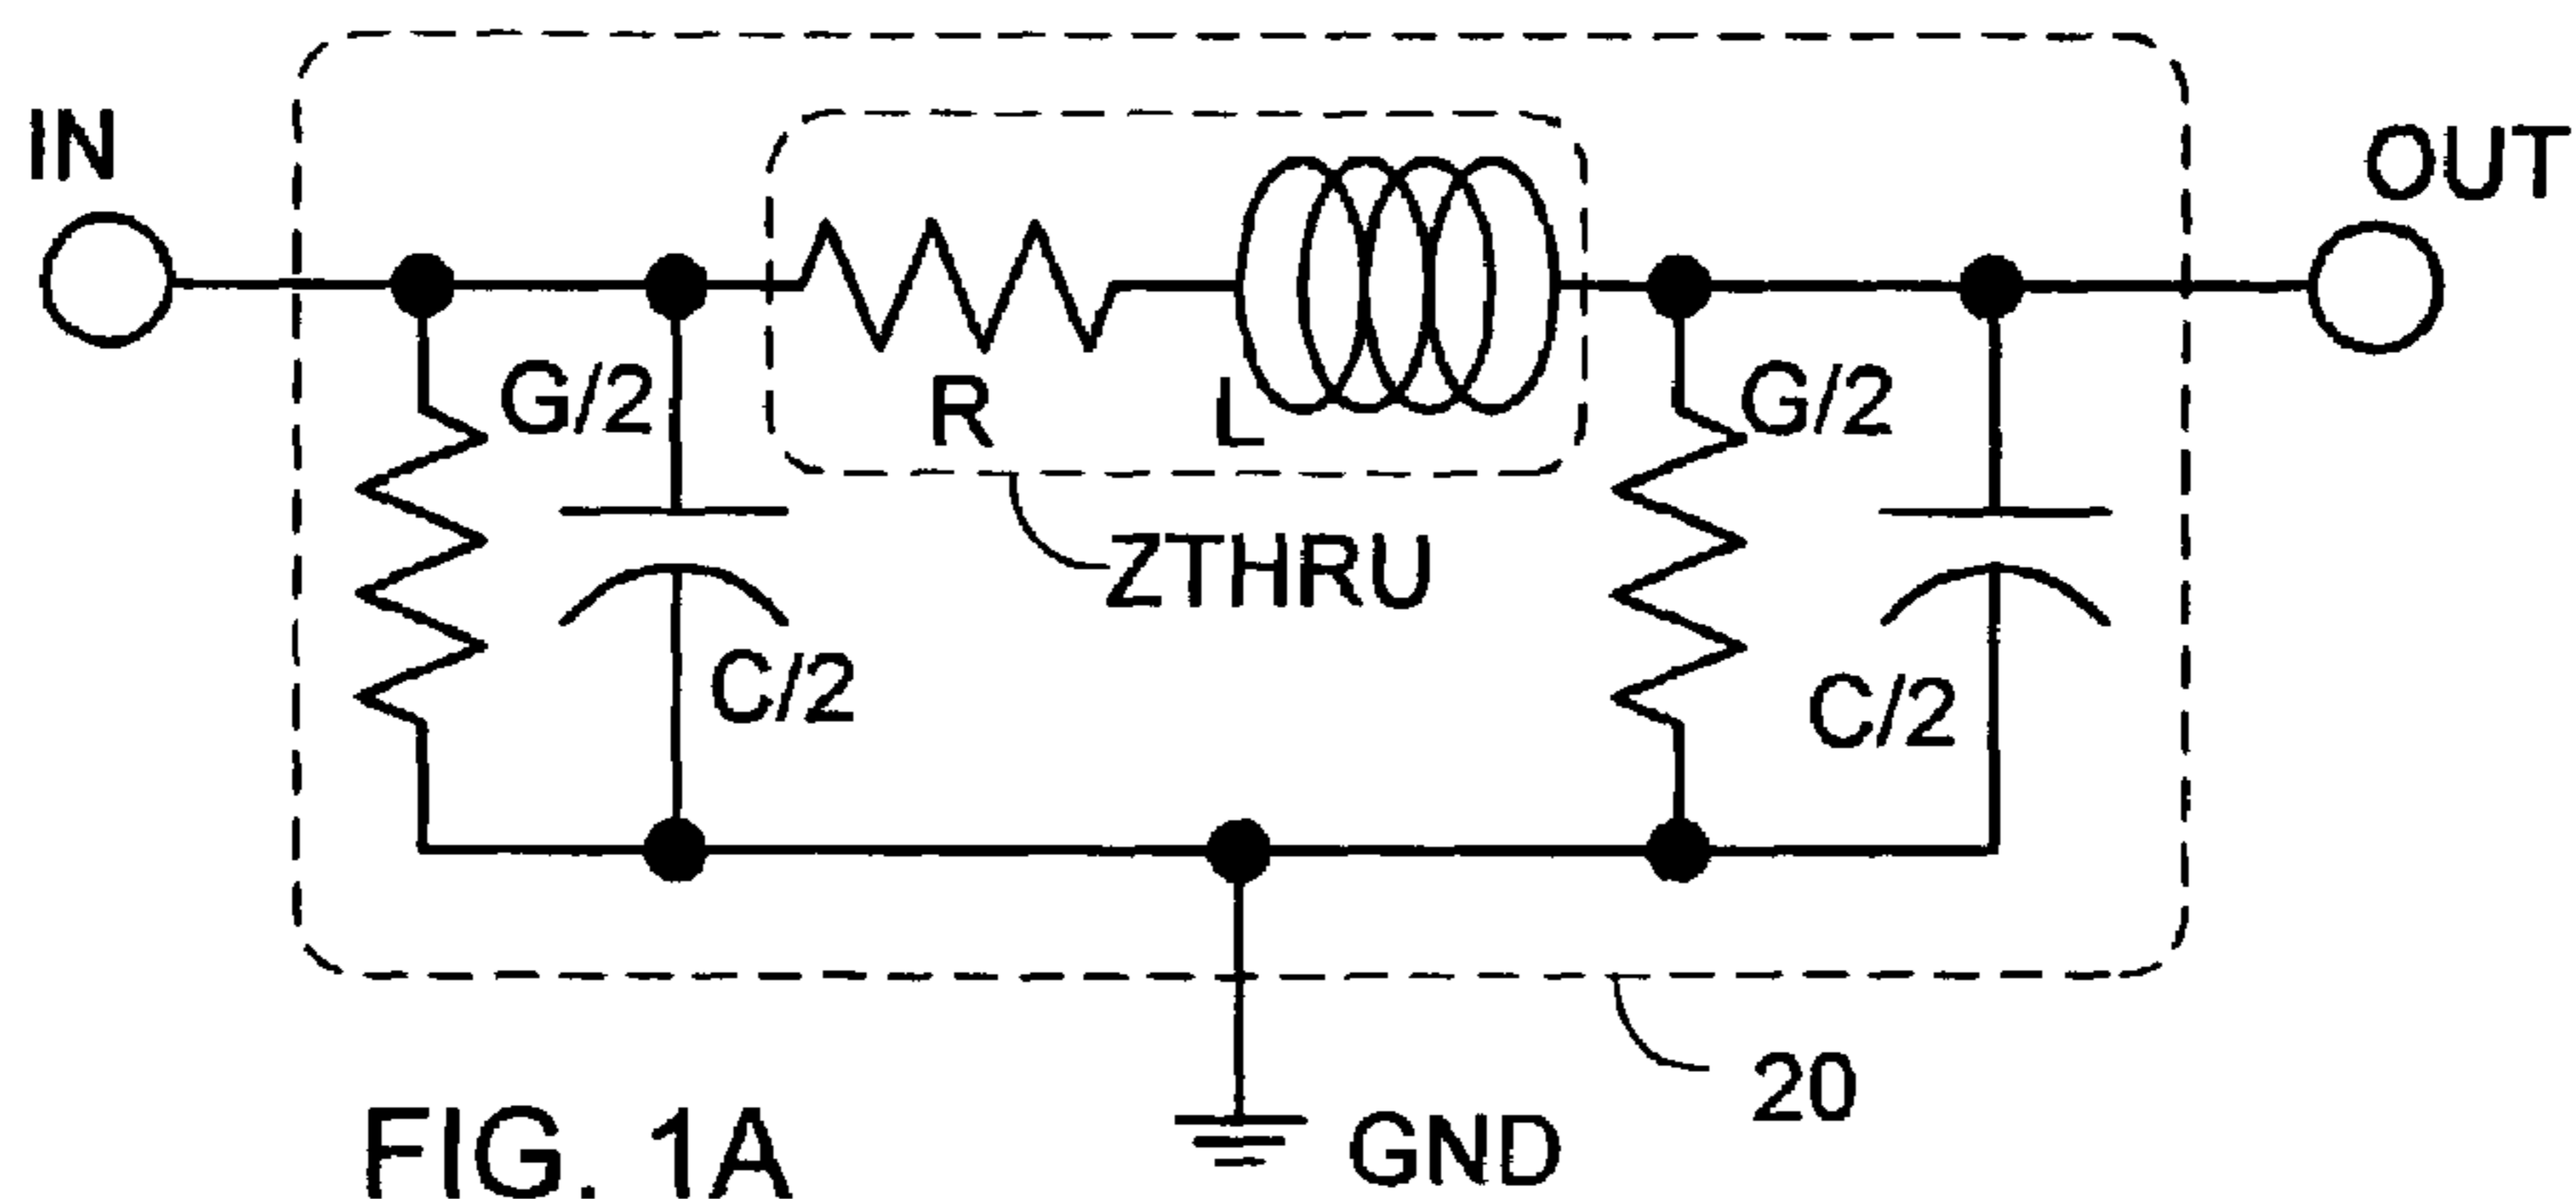 IN
OUT
G/2
R
L
G/2
ZTHRU
C/2
C/2
20
FIG. 1A
GND